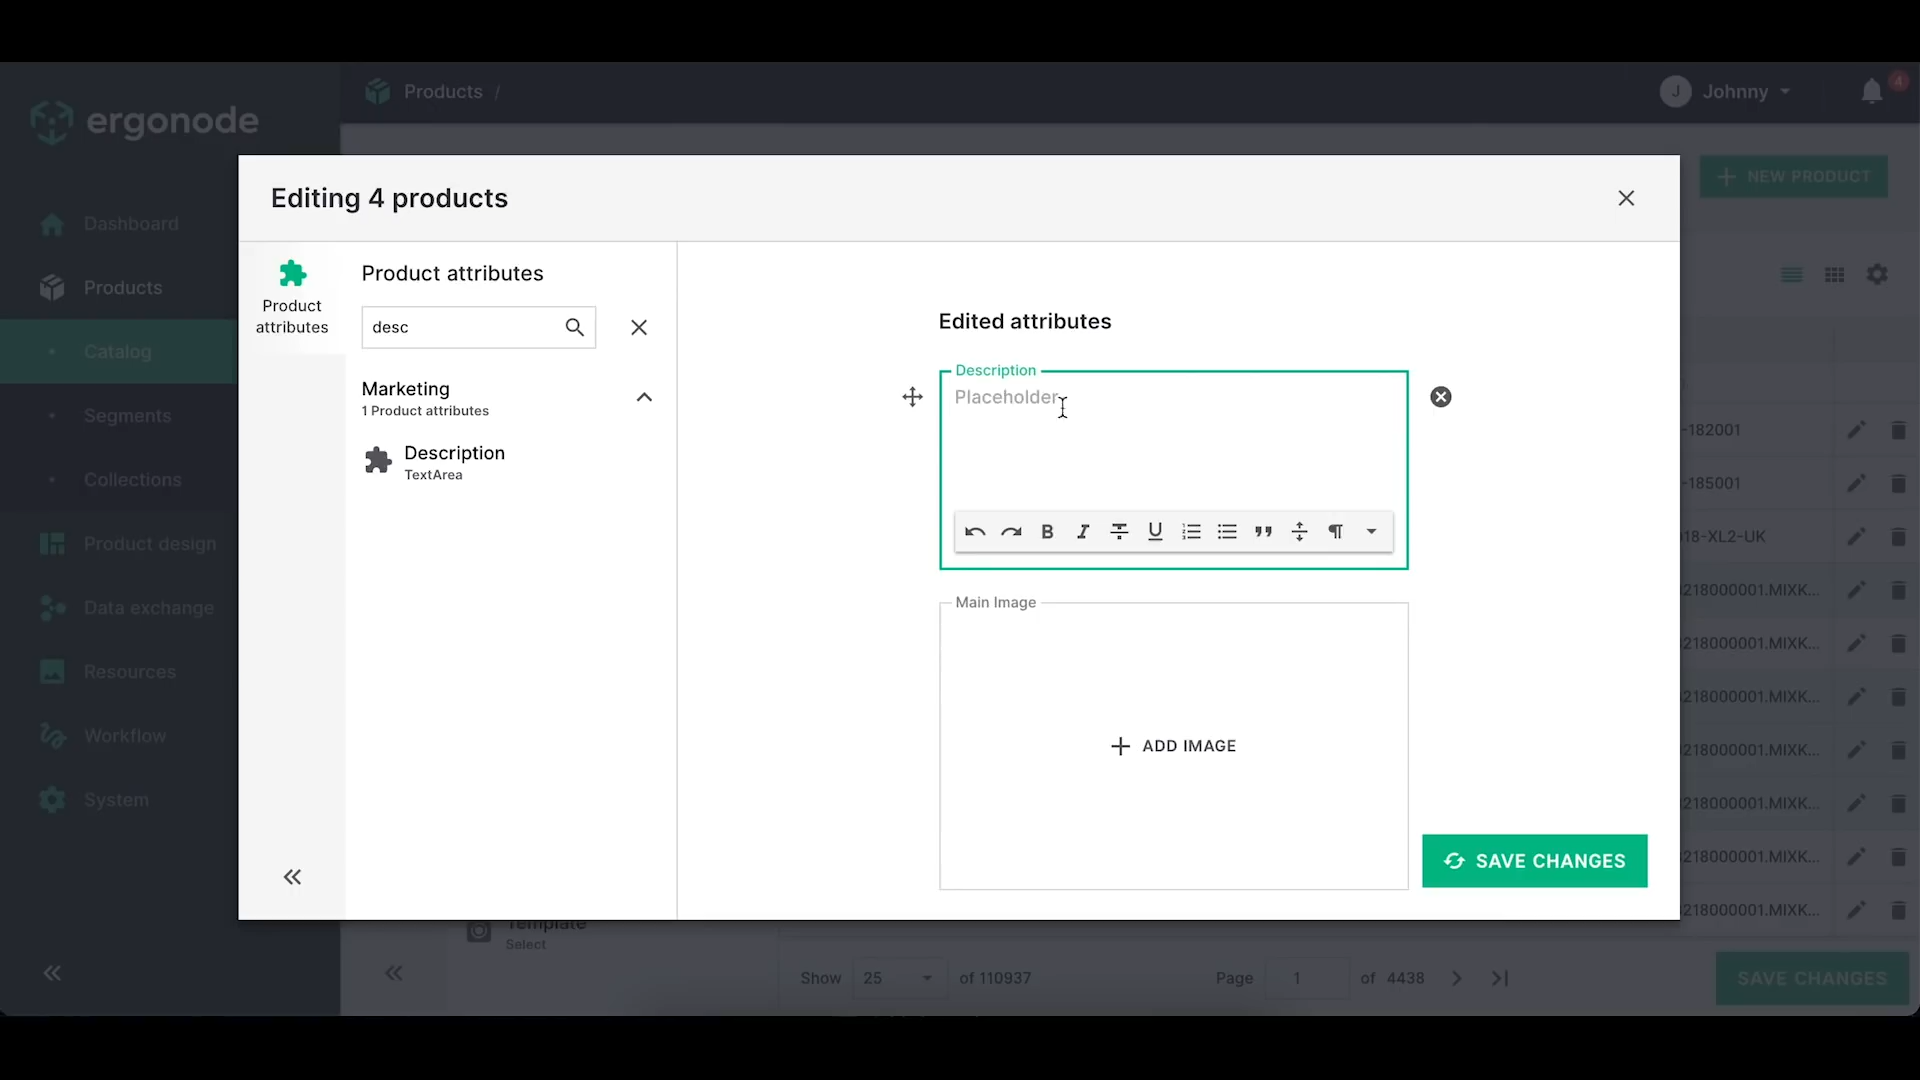 ergonode
Products /
J Johnny
4
NEW PRODUCT
Dashboard
Products
Catalog
Segments
Collections
Product design
Data exchange
Resources
Workflow
System
Editing 4 products
Product
attributes
Product attributes
desc
Marketing
1 Product attributes
Description
TextArea
Edited attributes
Description
Placeholder
Main Image
ADD IMAGE
SAVE CHANGES
-182001
-185001
18-XL2-UK
218000001.MIXK...
218000001.MIXK...
218000001.MIXK...
218000001.MIXK...
218000001.MIXK...
218000001.MIXK...
218000001.MIXK...
Template
Select
Show 25 of 110937
Page 1 of 4438
SAVE CHANGES